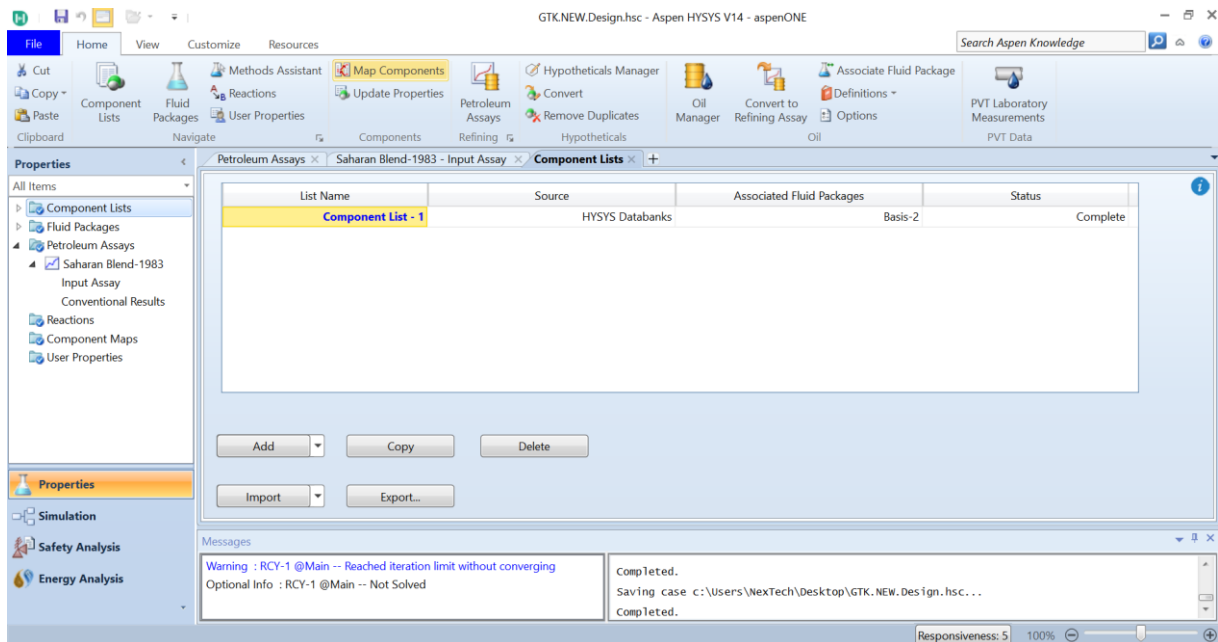 GTK.NEW.Design.hsc - Aspen HYSYS V14 - aspenONE
File Home View Customize Resources Search Aspen Knowledge
Cut
Copy
Paste
Clipboard
Component Lists
Fluid Packages
Methods Assistant
Reactions
User Properties
Navigate
Map Components
Update Properties
Components
Petroleum Assays
Refining
Hypotheticals Manager
Convert
Remove Duplicates
Hypotheticals
Oil Manager
Convert to Refining Assay
Associate Fluid Package
Definitions
Options
Oil
PVT Laboratory Measurements
PVT Data
Properties
All Items
Component Lists
Fluid Packages
Petroleum Assays
Saharan Blend-1983
Input Assay
Conventional Results
Reactions
Component Maps
User Properties
Properties
Simulation
Safety Analysis
Energy Analysis
Petroleum Assays Saharan Blend-1983 - Input Assay Component Lists
List Name Source Associated Fluid Packages Status
Component List - 1 HYSYS Databanks Basis-2 Complete
Add Copy Delete
Import Export...
Messages
Warning : RCY-1 @Main -- Reached iteration limit without converging
Optional Info : RCY-1 @Main -- Not Solved
Completed.
Saving case c:\Users\NexTech\Desktop\GTK.NEW.Design.hsc...
Completed.
Responsiveness: 5 100%